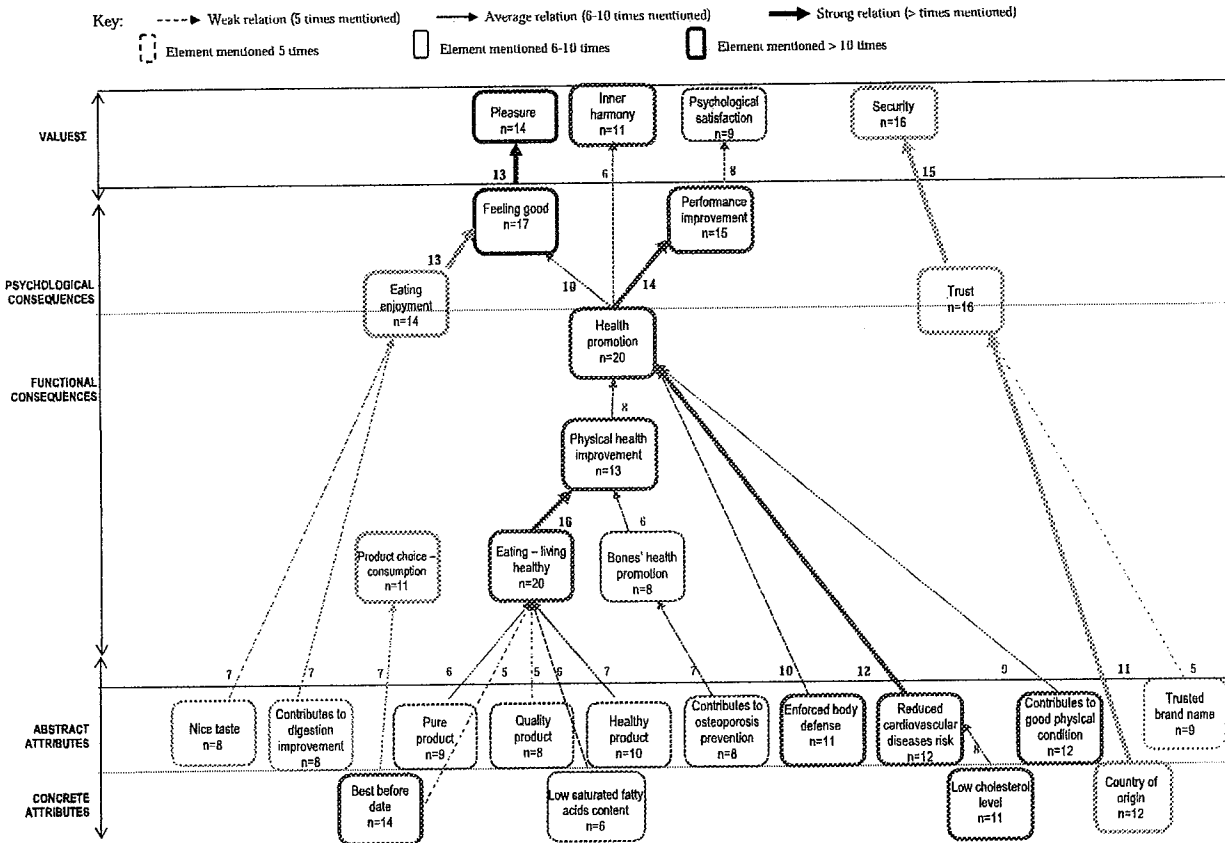 Key:
Weak relation (5 times mentioned)
Average relation (6-10 times mentioned)
Strong relation (> times mentioned)
Element mentioned 5 times
Element mentioned 6-10 times
Element mentioned > 10 times
VALUESΣ
Pleasure
n=14
Inner
harmony
n=11
Psychological
satisfaction
n=9
Security
n=16
13
6
8
15
Feeling good
n=17
Performance
improvement
n=15
13
10
14
PSYCHOLOGICAL
CONSEQUENCES
Eating
enjoyment
n=14
Trust
n=16
Health
promotion
n=20
FUNCTIONAL
CONSEQUENCES
8
Physical health
improvement
n=13
16
6
Product choice –
consumption
n=11
Eating – living
healthy
n=20
Bones' health
promotion
n=8
7
7
7
6
5
5
6
7
7
10
12
9
11
5
ABSTRACT
ATTRIBUTES
Nice taste
n=8
Contributes to
digestion
improvement
n=8
Pure
product
n=9
Quality
product
n=8
Healthy
product
n=10
Contributes to
osteoporosis
prevention
n=8
Enforced body
defense
n=11
Reduced
cardiovascular
diseases risk
n=12
Contributes to
good physical
condition
n=12
Trusted
brand name
n=9
8
CONCRETE
ATTRIBUTES
Best before
date
n=14
Low saturated fatty
acids content
n=6
Low cholesterol
level
n=11
Country of
origin
n=12